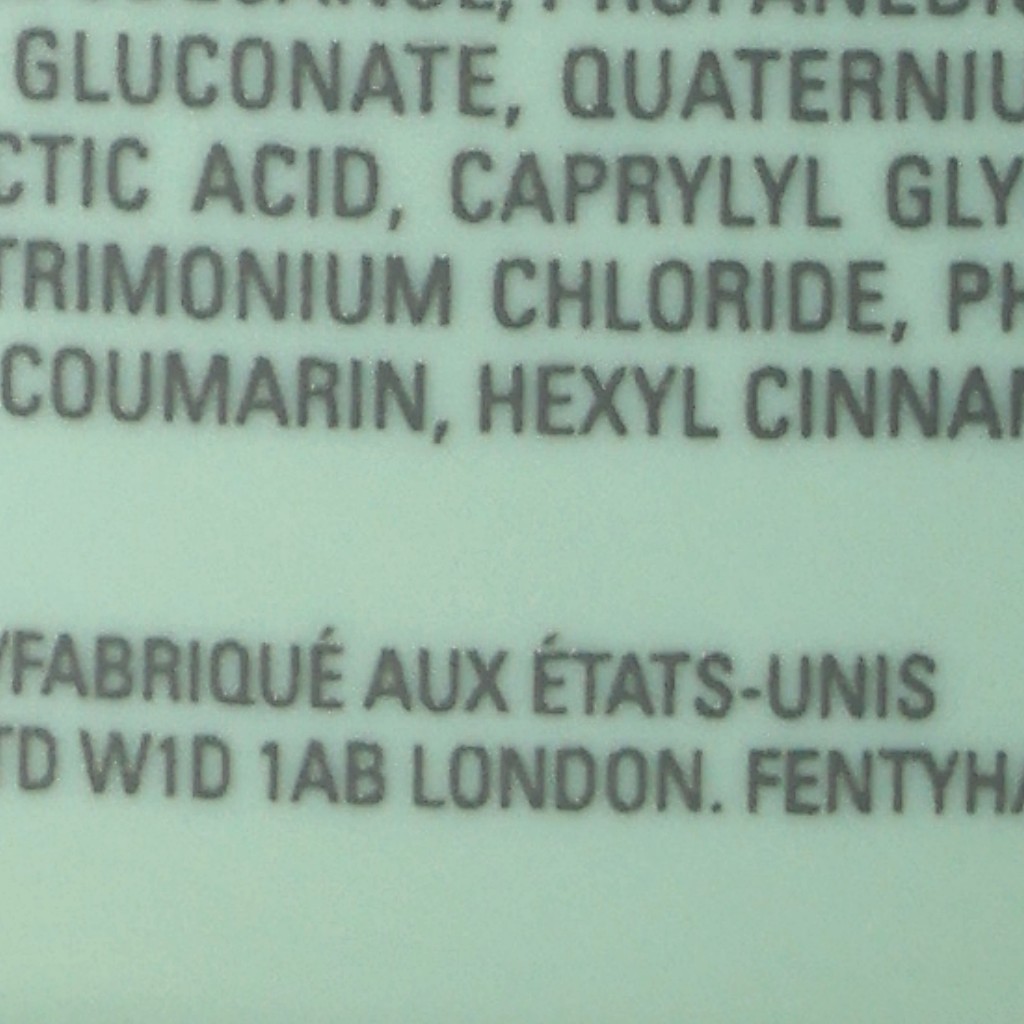 GLUCONATE, QUATERNIU
CTIC ACID, CAPRYLYL GLY
TRIMONIUM CHLORIDE, PH
COUMARIN, HEXYL CINNAM
/FABRIQUÉ AUX ÉTATS-UNIS
TD W1D 1AB LONDON. FENTYHA